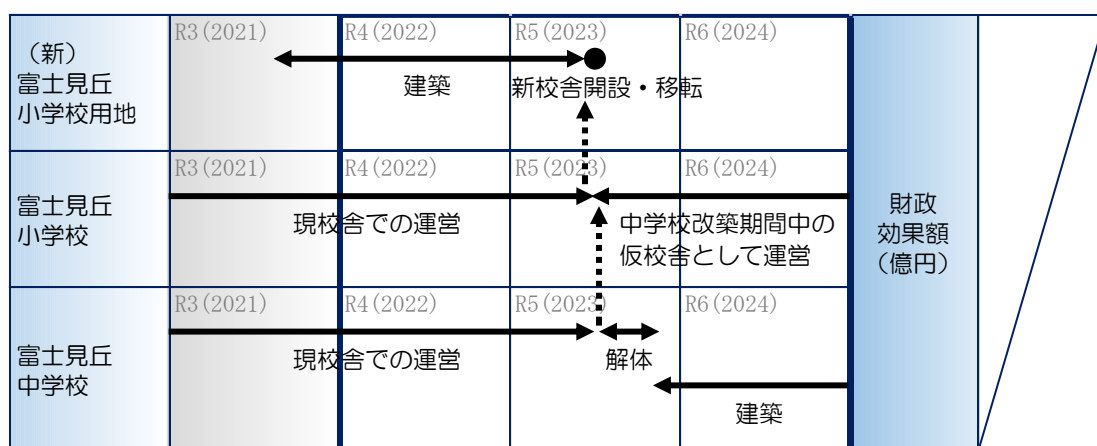 （新）
富士見丘
小学校用地
R3(2021)
R4(2022)
R5(2023)
R6(2024)
建築
新校舎開設・移転
富士見丘
小学校
R3(2021)
R4(2022)
R5(2023)
R6(2024)
現校舎での運営
中学校改築期間中の
仮校舎として運営
富士見丘
中学校
R3(2021)
R4(2022)
R5(2023)
R6(2024)
現校舎での運営
解体
建築
財政
効果額
（億円）